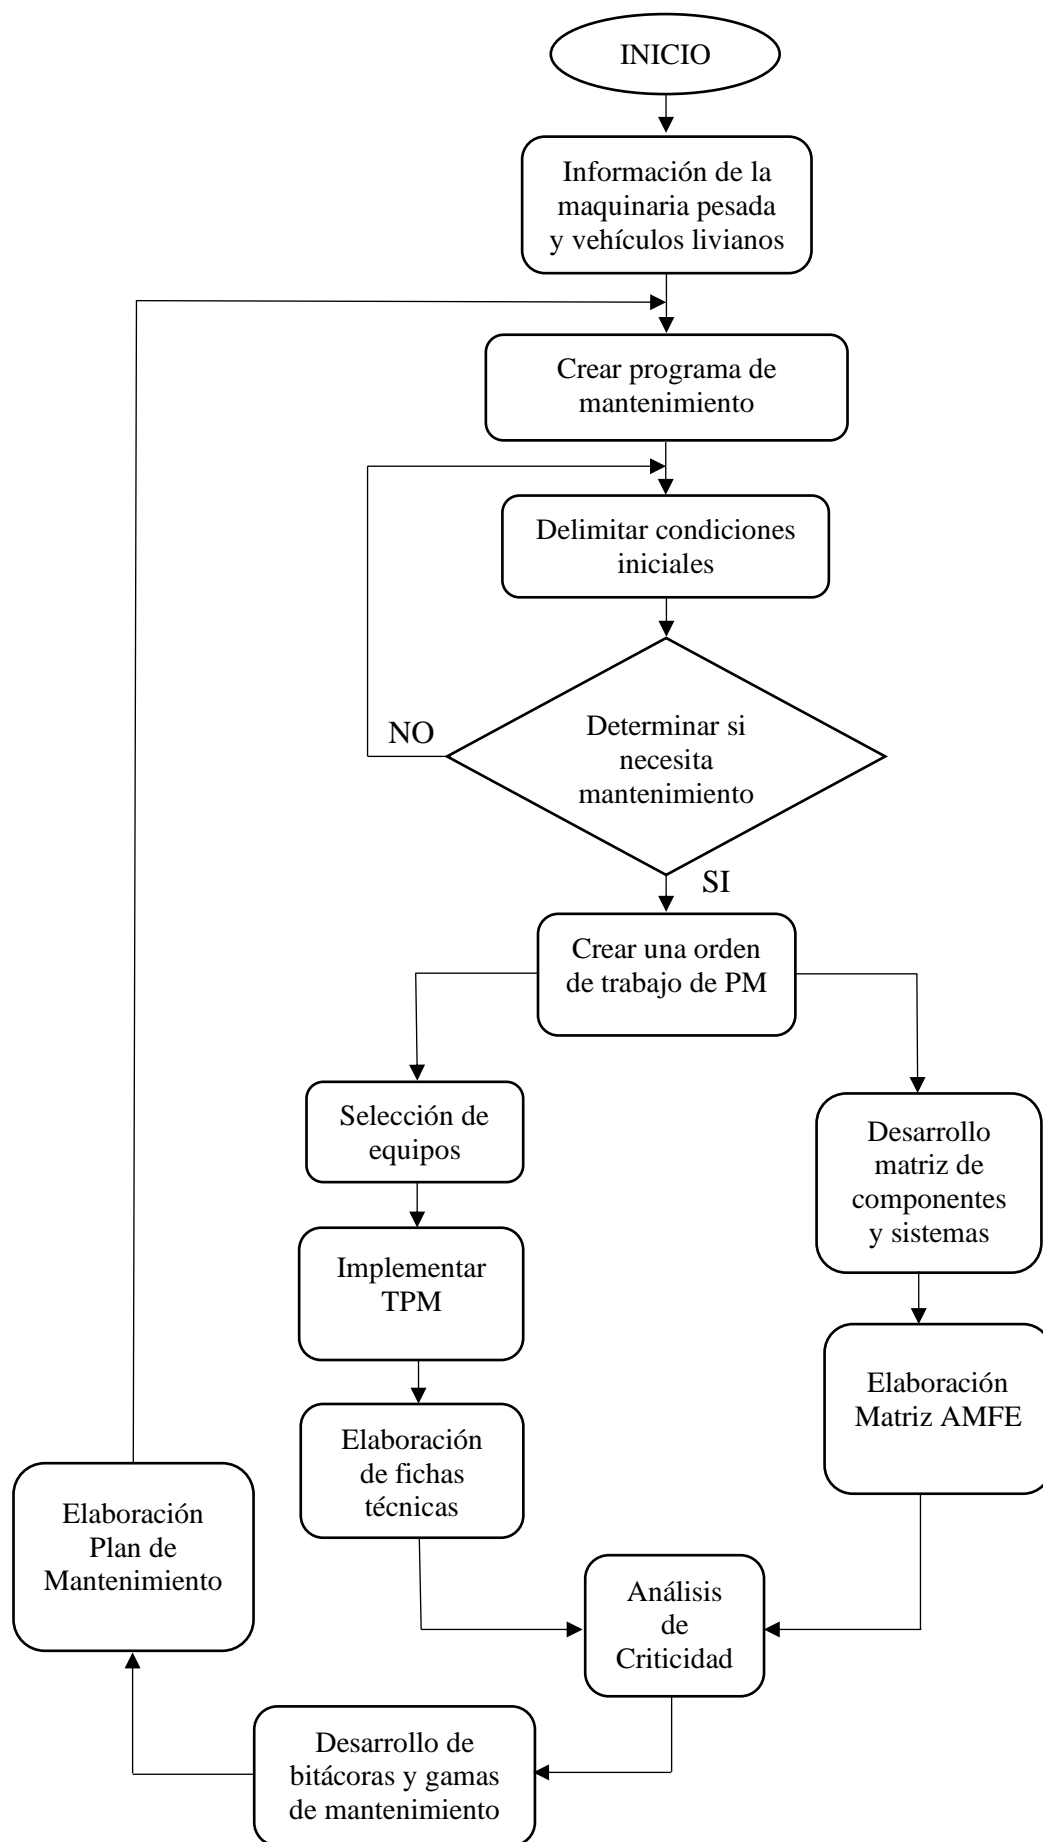 INICIO
Información de la
maquinaria pesada
y vehículos livianos
Crear programa de
mantenimiento
Delimitar condiciones
iniciales
NO
Determinar si
necesita
mantenimiento
SI
Crear una orden
de trabajo de PM
Selección de
equipos
Implementar
TPM
Elaboración
de fichas
técnicas
Desarrollo
matriz de
componentes
y sistemas
Elaboración
Matriz AMFE
Análisis
de
Criticidad
Desarrollo de
bitácoras y gamas
de mantenimiento
Elaboración
Plan de
Mantenimiento